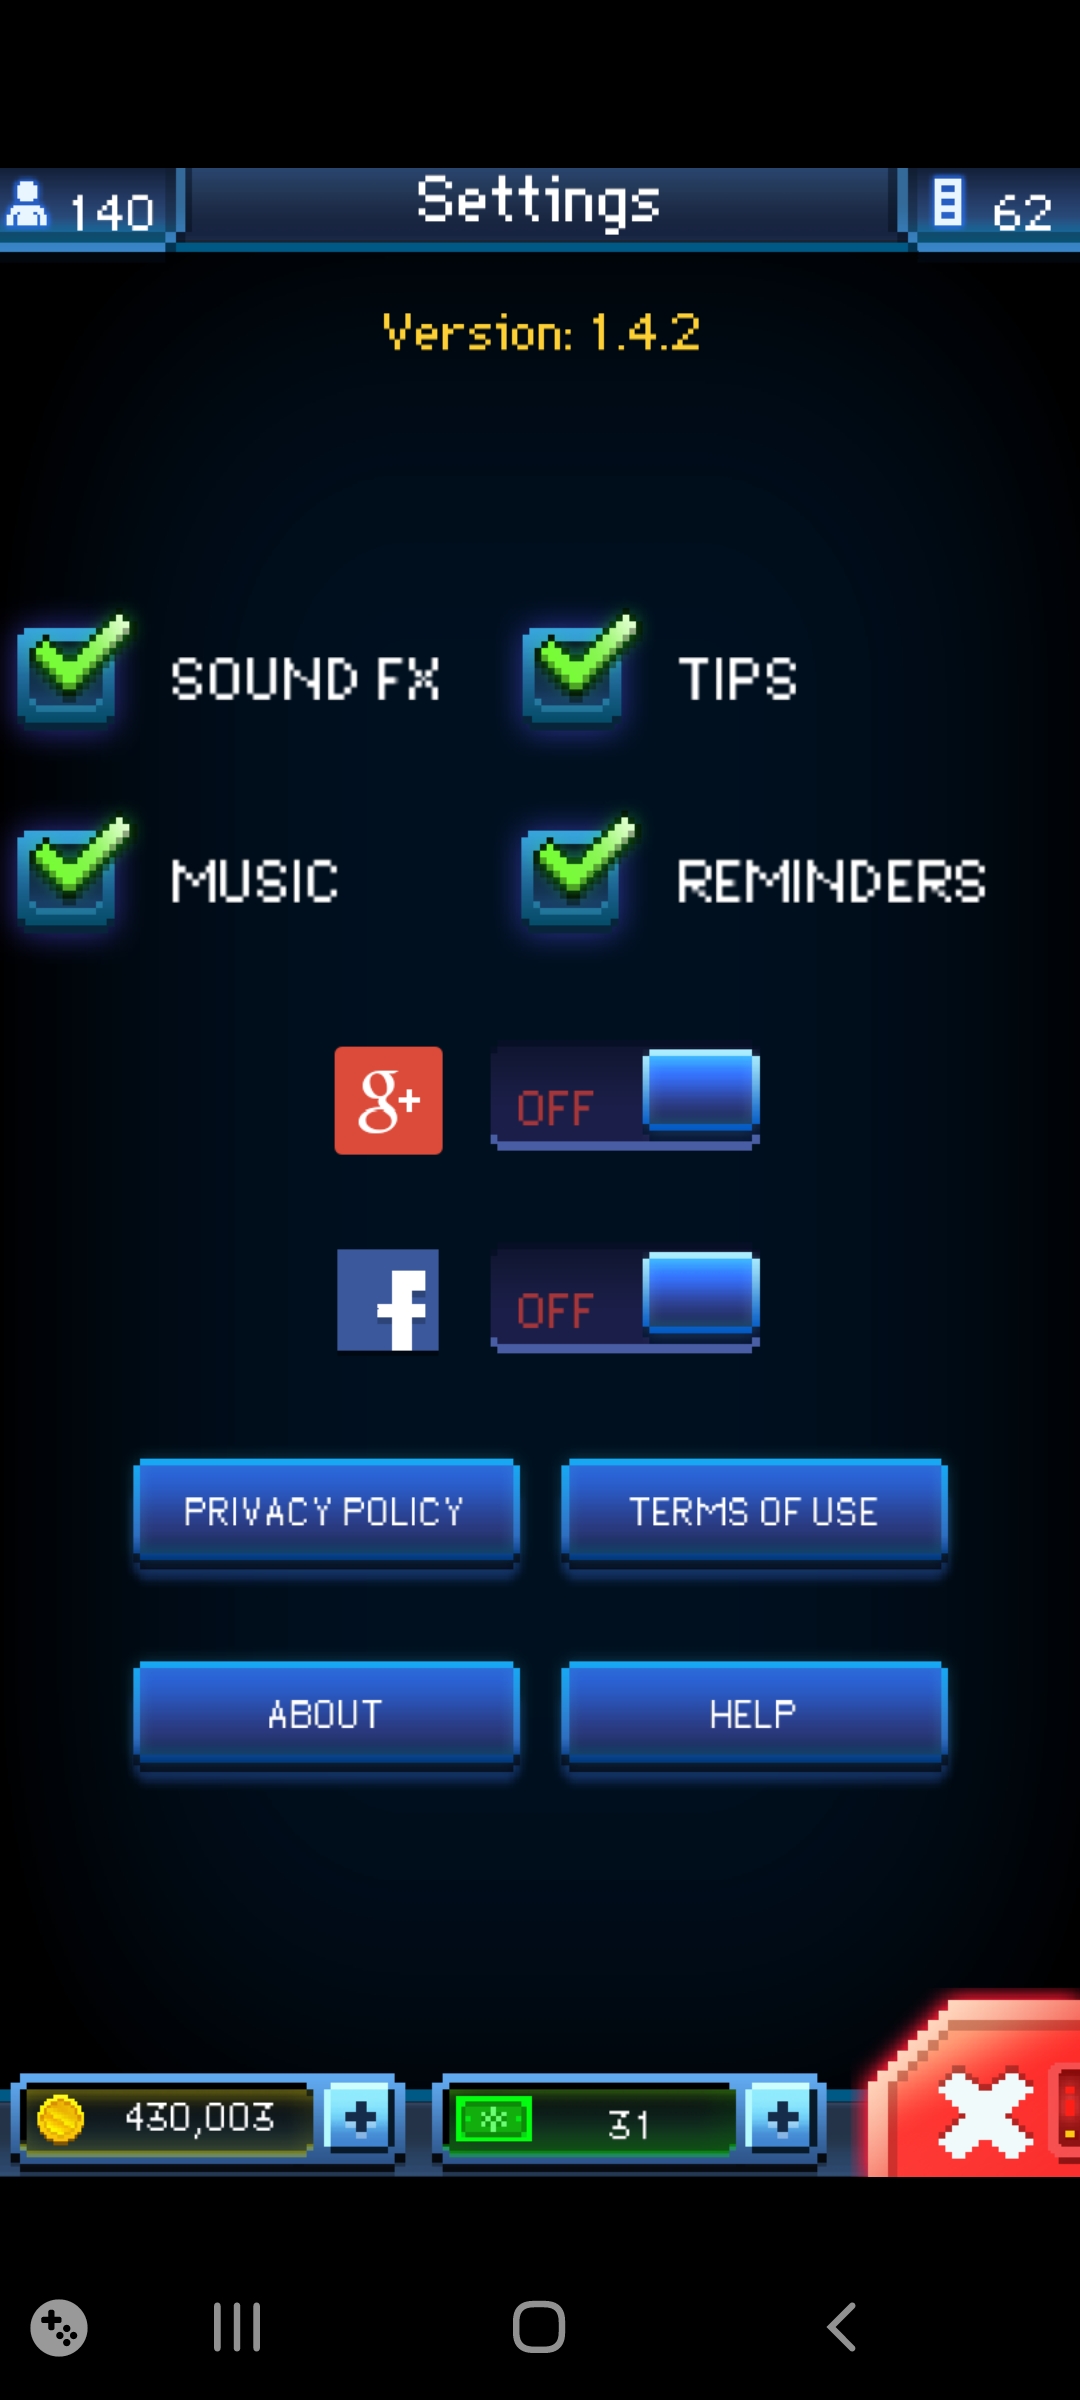 140
Settings
62
Version: 1.4.2
SOUND FX
TIPS
MUSIC
REMINDERS
g+
OFF
f
OFF
PRIVACY POLICY
TERMS OF USE
ABOUT
HELP
430,003
31